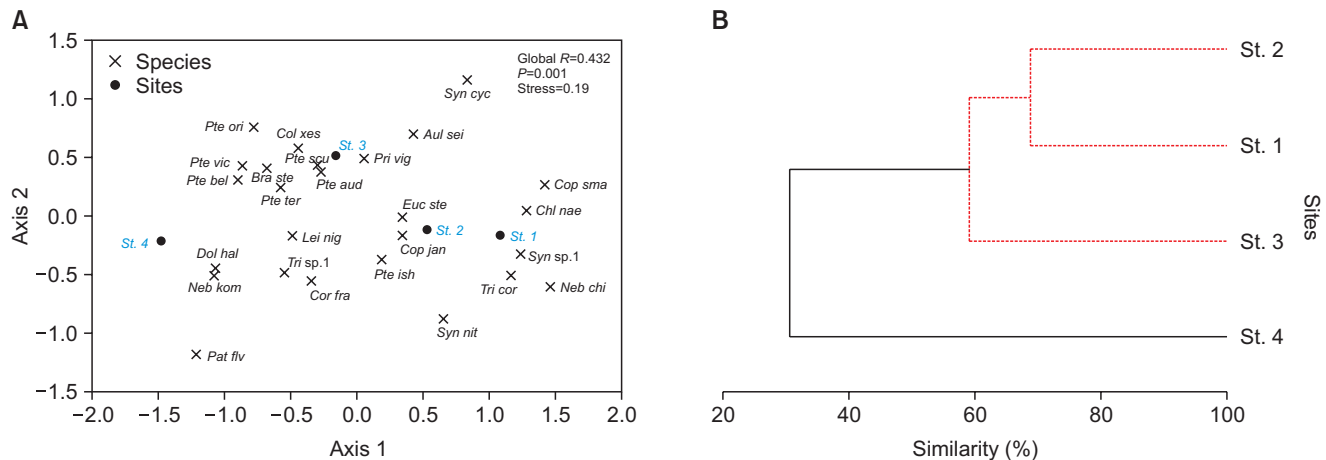 A
1.5
1.0
0.5
0.0
−0.5
−1.0
−1.5
Axis 2
Species
Sites
Global R=0.432
P=0.001
Stress=0.19
Syn cyc
Pte ori
Col xes
St. 3
Aul sei
Pte vic
Pte scu
Pri vig
Pte bel
Bra ste
Pte aud
Cop sma
Pte ter
Euc ste
Chl nae
St. 4
Lei nig
St. 2
St. 1
Dol hal
Cop jan
Syn sp.1
Tri sp.1
Pte ish
Neb kom
Cor fra
Tri cor
Neb chi
Syn nit
Pat flv
−2.0 −1.5 −1.0 −0.5 0.0 0.5 1.0 1.5 2.0
Axis 1
B
St. 2
St. 1
St. 3
St. 4
Sites
20 40 60 80 100
Similarity (%)